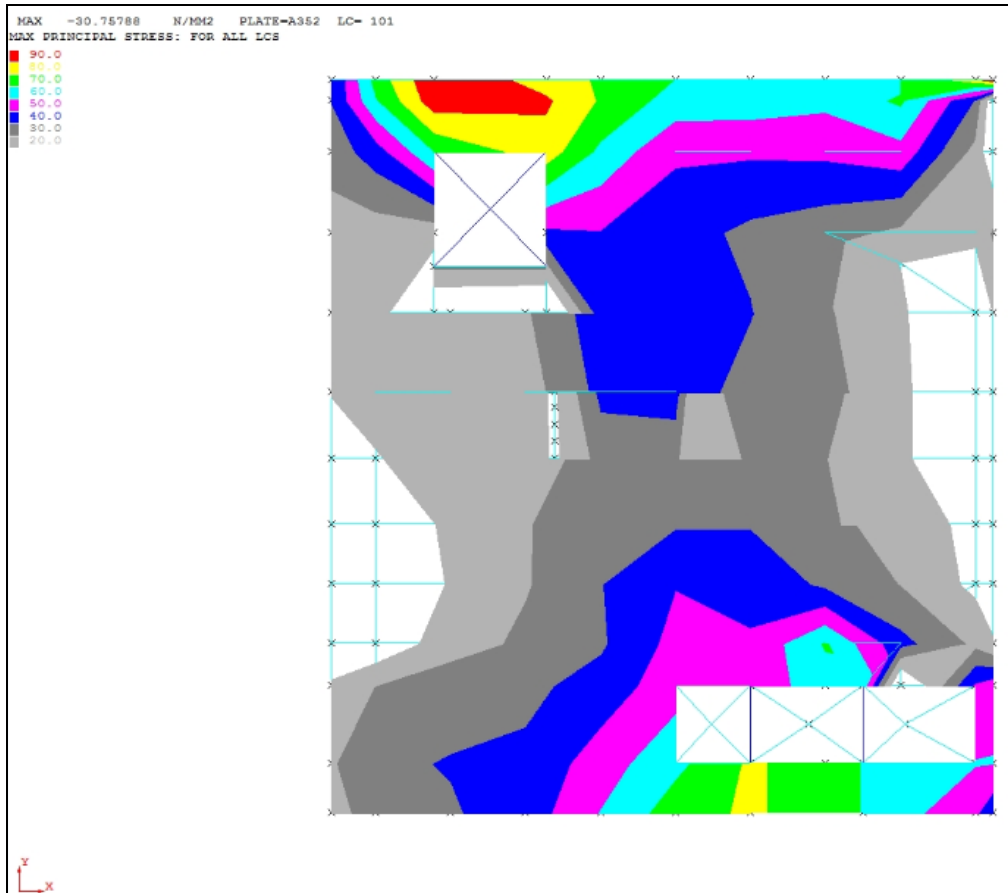 MAX -30.75788 N/MM2 PLATE=A352 LC= 101
MAX PRINCIPAL STRESS: FOR ALL LCS
90.0
80.0
70.0
60.0
50.0
40.0
30.0
20.0
Y
X